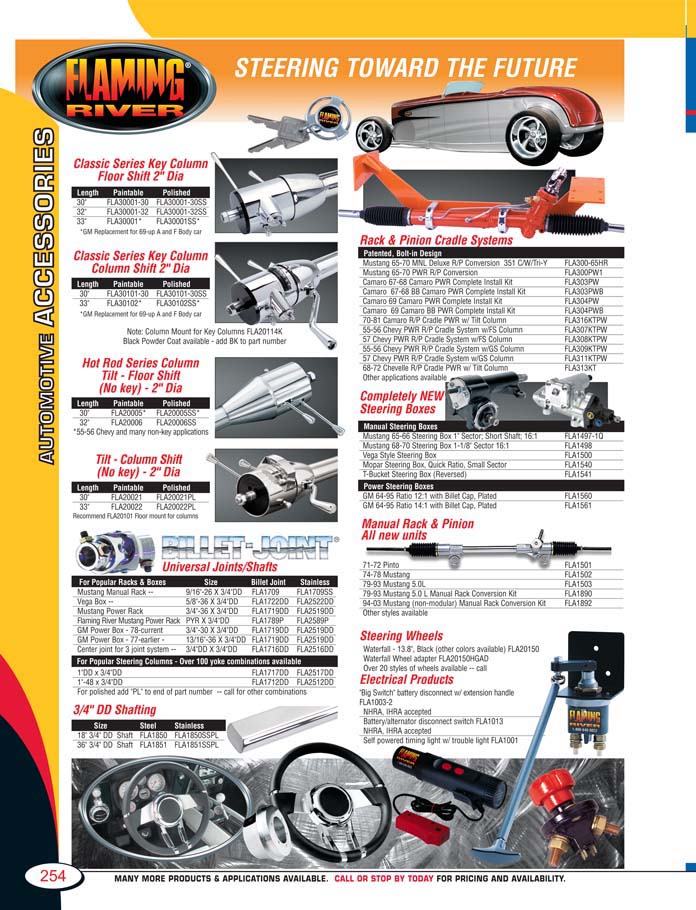 FLAMING
RIVER
STEERING TOWARD THE FUTURE
AUTOMOTIVE ACCESSORIES
Classic Series Key Column
Floor Shift 2" Dia
Length Paintable Polished
30" FLA30001-30 FLA30001-30SS
32" FLA30001-32 FLA30001-32SS
33" FLA30001* FLA30001SS*
*GM Replacement for 69-up A and F Body car
Classic Series Key Column
Column Shift 2" Dia
Length Paintable Polished
30" FLA30101-30 FLA30101-30SS
33" FLA30102* FLA30102SS*
*GM Replacement for 69-up A and F Body car
Note: Column Mount for Key Columns FLA20114K
Black Powder Coat available - add BK to part number
Hot Rod Series Column
Tilt - Floor Shift
(No key) - 2" Dia
Length Paintable Polished
30" FLA20005* FLA20005SS*
32" FLA20006 FLA20006SS
*55-56 Chevy and many non-key applications
Tilt - Column Shift
(No key) - 2" Dia
Length Paintable Polished
30" FLA20021 FLA20021PL
33" FLA20022 FLA20022PL
Recommend FLA20101 Floor mount for columns
BILLET-JOINT®
Universal Joints/Shafts
For Popular Racks & Boxes Size Billet Joint Stainless
Mustang Manual Rack -- 9/16"-26 X 3/4"DD FLA1709 FLA1709SS
Vega Box -- 5/8"-36 X 3/4"DD FLA1722DD FLA2522DD
Mustang Power Rack 3/4"-36 X 3/4"DD FLA1719DD FLA2519DD
Flaming River Mustang Power Rack PYR X 3/4"DD FLA1789P FLA2589P
GM Power Box - 78-current 3/4"-30 X 3/4"DD FLA1719DD FLA2519DD
GM Power Box - 77-earlier - 13/16"-36 X 3/4"DD FLA1719DD FLA2519DD
Center joint for 3 joint system -- 3/4"DD X 3/4"DD FLA1716DD FLA2516DD
For Popular Steering Columns - Over 100 yoke combinations available
1"DD x 3/4"DD FLA1717DD FLA2517DD
1"-48 x 3/4"DD FLA1712DD FLA2512DD
For polished add "PL" to end of part number -- call for other combinations
3/4" DD Shafting
Size Steel Stainless
18" 3/4" DD Shaft FLA1850 FLA1850SSPL
36" 3/4" DD Shaft FLA1851 FLA1851SSPL
Rack & Pinion Cradle Systems
Patented, Bolt-in Design
Mustang 65-70 MNL Deluxe R/P Conversion 351 C/W/Tri-Y FLA300-65HR
Mustang 65-70 PWR R/P Conversion FLA300PW1
Camaro 67-68 Camaro PWR Complete Install Kit FLA303PW
Camaro 67-68 BB Camaro PWR Complete Install Kit FLA303PWB
Camaro 69 Camaro PWR Complete Install Kit FLA304PW
Camaro 69 Camaro BB PWR Complete Install Kit FLA304PWB
70-81 Camaro R/P Cradle PWR w/ Tilt Column FLA316KTPW
55-56 Chevy PWR R/P Cradle System w/FS Column FLA307KTPW
57 Chevy PWR R/P Cradle System w/FS Column FLA308KTPW
55-56 Chevy PWR R/P Cradle System w/GS Column FLA309KTPW
57 Chevy PWR R/P Cradle System w/GS Column FLA311KTPW
68-72 Chevelle R/P Cradle PWR w/ Tilt Column FLA313KT
Other applications available
Completely NEW
Steering Boxes
Manual Steering Boxes
Mustang 65-66 Steering Box 1" Sector; Short Shaft; 16:1 FLA1497-1Q
Mustang 68-70 Steering Box 1-1/8" Sector 16:1 FLA1498
Vega Style Steering Box FLA1500
Mopar Steering Box, Quick Ratio, Small Sector FLA1540
T-Bucket Steering Box (Reversed) FLA1541
Power Steering Boxes
GM 64-95 Ratio 12:1 with Billet Cap, Plated FLA1560
GM 64-95 Ratio 14:1 with Billet Cap, Plated FLA1561
Manual Rack & Pinion
All new units
71-72 Pinto FLA1501
74-78 Mustang FLA1502
79-93 Mustang 5.0L FLA1503
79-93 Mustang 5.0 L Manual Rack Conversion Kit FLA1890
94-03 Mustang (non-modular) Manual Rack Conversion Kit FLA1892
Other styles available
Steering Wheels
Waterfall - 13.8", Black (other colors available) FLA20150
Waterfall Wheel adapter FLA20150HGAD
Over 20 styles of wheels available -- call
Electrical Products
"Big Switch" battery disconnect w/ extension handle
FLA1003-2
NHRA, IHRA accepted
Battery/alternator disconnect switch FLA1013
NHRA, IHRA accepted
Self powered timing light w/ trouble light FLA1001
FLAMING
RIVER
254
MANY MORE PRODUCTS & APPLICATIONS AVAILABLE. CALL OR STOP BY TODAY FOR PRICING AND AVAILABILITY.